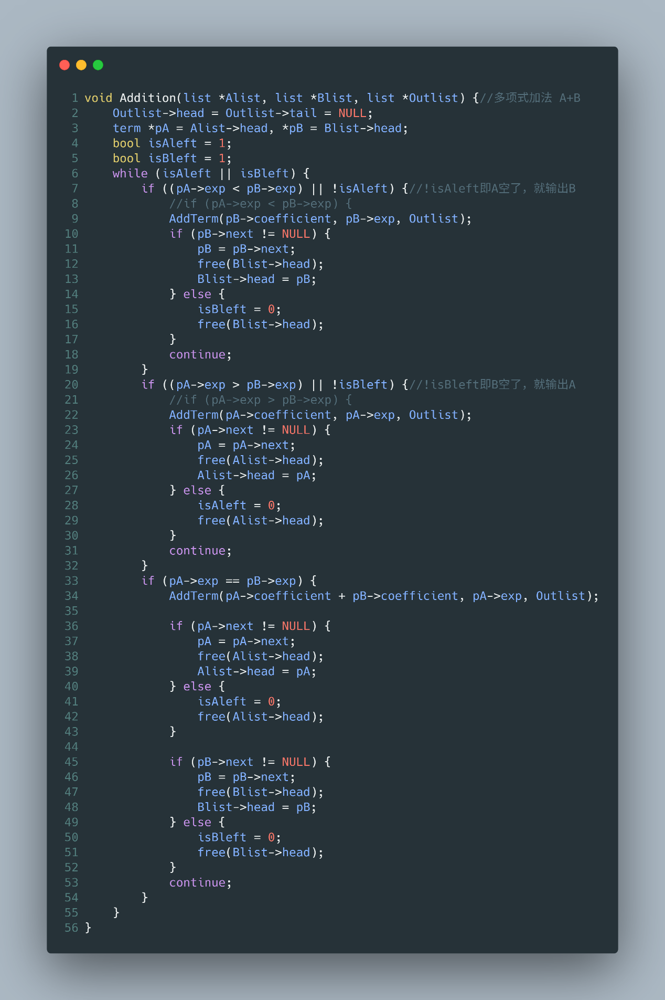 1 void Addition(list *Alist, list *Blist, list *Outlist) {//多项式加法 A+B
2     Outlist->head = Outlist->tail = NULL;
3     term *pA = Alist->head, *pB = Blist->head;
4     bool isAleft = 1;
5     bool isBleft = 1;
6     while (isAleft || isBleft) {
7         if ((pA->exp < pB->exp) || !isAleft) {//!isAleft即A空了，就输出B
8             //if (pA->exp < pB->exp) {
9             AddTerm(pB->coefficient, pB->exp, Outlist);
10             if (pB->next != NULL) {
11                 pB = pB->next;
12                 free(Blist->head);
13                 Blist->head = pB;
14             } else {
15                 isBleft = 0;
16                 free(Blist->head);
17             }
18             continue;
19         }
20         if ((pA->exp > pB->exp) || !isBleft) {//!isBleft即B空了，就输出A
21             //if (pA->exp > pB->exp) {
22             AddTerm(pA->coefficient, pA->exp, Outlist);
23             if (pA->next != NULL) {
24                 pA = pA->next;
25                 free(Alist->head);
26                 Alist->head = pA;
27             } else {
28                 isAleft = 0;
29                 free(Alist->head);
30             }
31             continue;
32         }
33         if (pA->exp == pB->exp) {
34             AddTerm(pA->coefficient + pB->coefficient, pA->exp, Outlist);
35
36             if (pA->next != NULL) {
37                 pA = pA->next;
38                 free(Alist->head);
39                 Alist->head = pA;
40             } else {
41                 isAleft = 0;
42                 free(Alist->head);
43             }
44
45             if (pB->next != NULL) {
46                 pB = pB->next;
47                 free(Blist->head);
48                 Blist->head = pB;
49             } else {
50                 isBleft = 0;
51                 free(Blist->head);
52             }
53             continue;
54         }
55     }
56 }